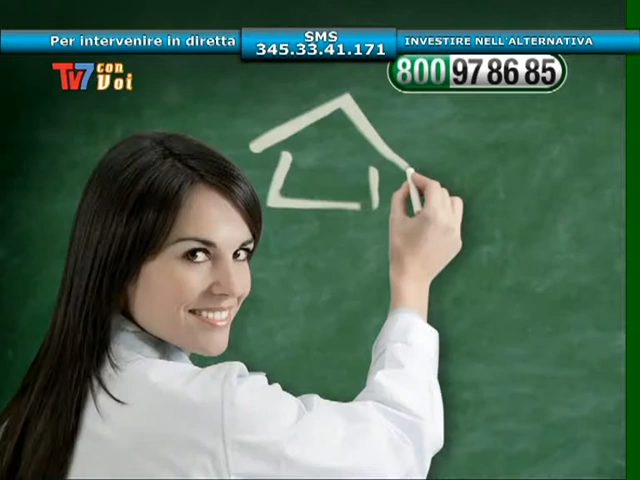 Per intervenire in diretta
SMS
345.33.41.171
INVESTIRE NELL'ALTERNATIVA
TV7 con Voi
800 97 86 85